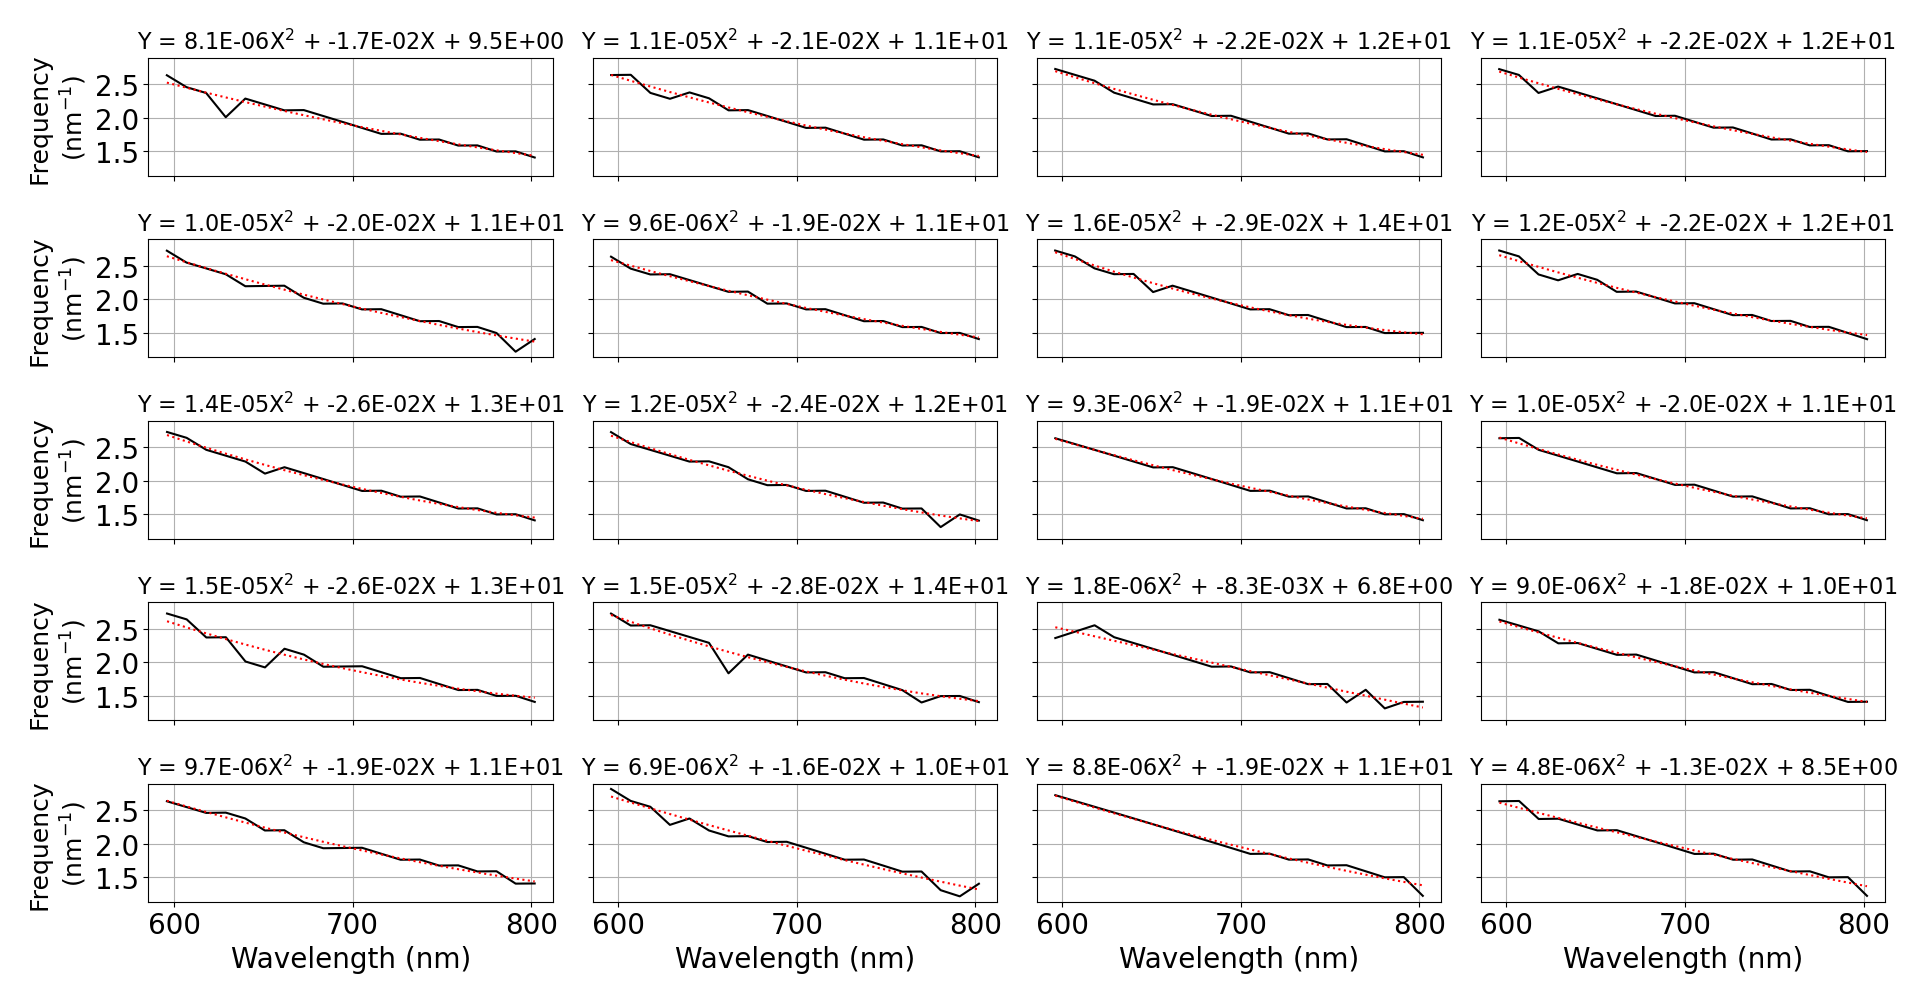 Y = 8.1E-06X² + -1.7E-02X + 9.5E+00 Y = 1.1E-05X² + -2.1E-02X + 1.1E+01 Y = 1.1E-05X² + -2.2E-02X + 1.2E+01 Y = 1.1E-05X² + -2.2E-02X + 1.2E+01
Frequency
(nm⁻¹)
2.5
2.0
1.5
Y = 1.0E-05X² + -2.0E-02X + 1.1E+01 Y = 9.6E-06X² + -1.9E-02X + 1.1E+01 Y = 1.6E-05X² + -2.9E-02X + 1.4E+01 Y = 1.2E-05X² + -2.2E-02X + 1.2E+01
Frequency
(nm⁻¹)
2.5
2.0
1.5
Y = 1.4E-05X² + -2.6E-02X + 1.3E+01 Y = 1.2E-05X² + -2.4E-02X + 1.2E+01 Y = 9.3E-06X² + -1.9E-02X + 1.1E+01 Y = 1.0E-05X² + -2.0E-02X + 1.1E+01
Frequency
(nm⁻¹)
2.5
2.0
1.5
Y = 1.5E-05X² + -2.6E-02X + 1.3E+01 Y = 1.5E-05X² + -2.8E-02X + 1.4E+01 Y = 1.8E-06X² + -8.3E-03X + 6.8E+00 Y = 9.0E-06X² + -1.8E-02X + 1.0E+01
Frequency
(nm⁻¹)
2.5
2.0
1.5
Y = 9.7E-06X² + -1.9E-02X + 1.1E+01 Y = 6.9E-06X² + -1.6E-02X + 1.0E+01 Y = 8.8E-06X² + -1.9E-02X + 1.1E+01 Y = 4.8E-06X² + -1.3E-02X + 8.5E+00
Frequency
(nm⁻¹)
2.5
2.0
1.5
600 700 800 600 700 800 600 700 800 600 700 800
Wavelength (nm) Wavelength (nm) Wavelength (nm) Wavelength (nm)